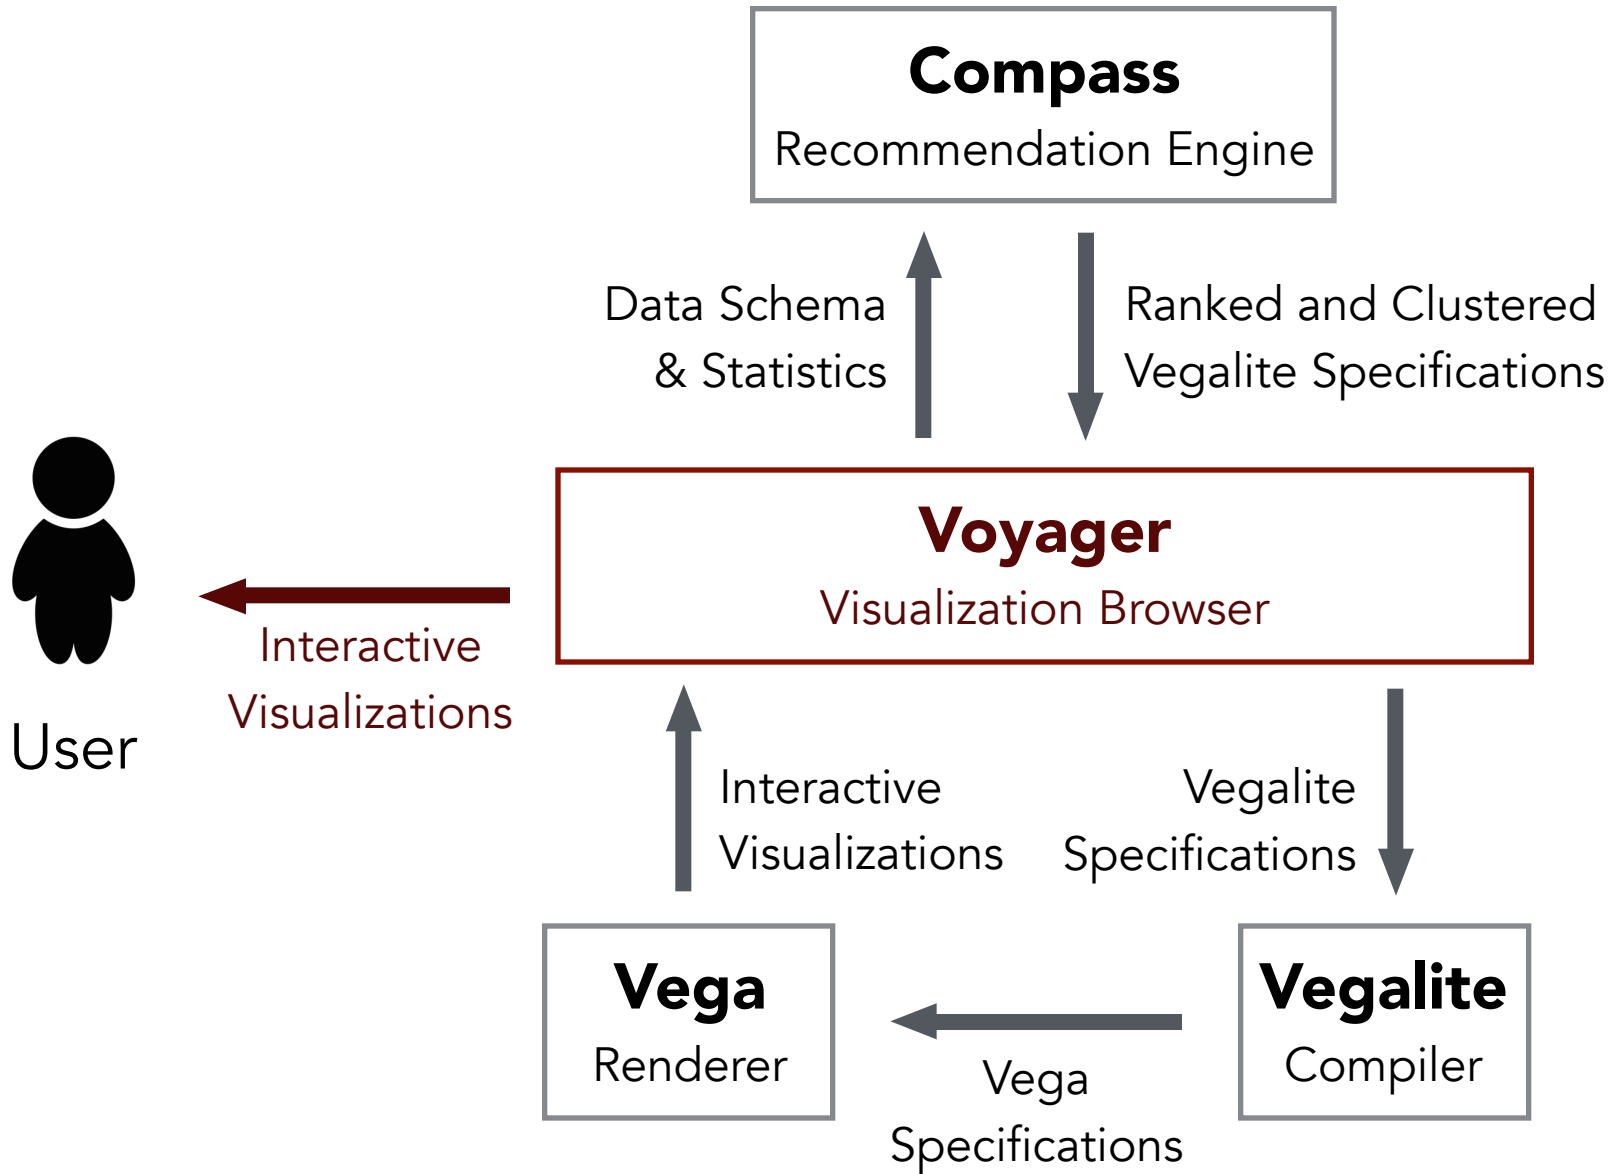 Compass
Recommendation Engine
Data Schema
& Statistics
Ranked and Clustered
Vegalite Specifications
Voyager
Visualization Browser
Interactive
Visualizations
User
Interactive
Visualizations
Vegalite
Specifications
Vega
Renderer
Vegalite
Compiler
Vega
Specifications